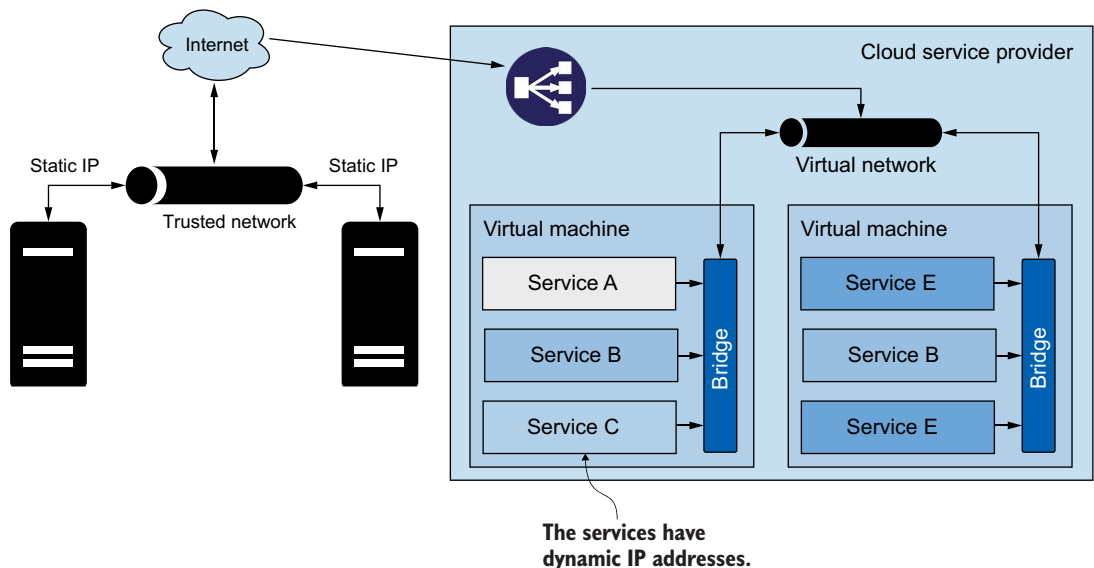 Internet
Cloud service provider
Static IP
Static IP
Trusted network
Virtual network
Virtual machine
Service A
Service B
Service C
Bridge
Virtual machine
Service E
Service B
Service E
Bridge
The services have
dynamic IP addresses.